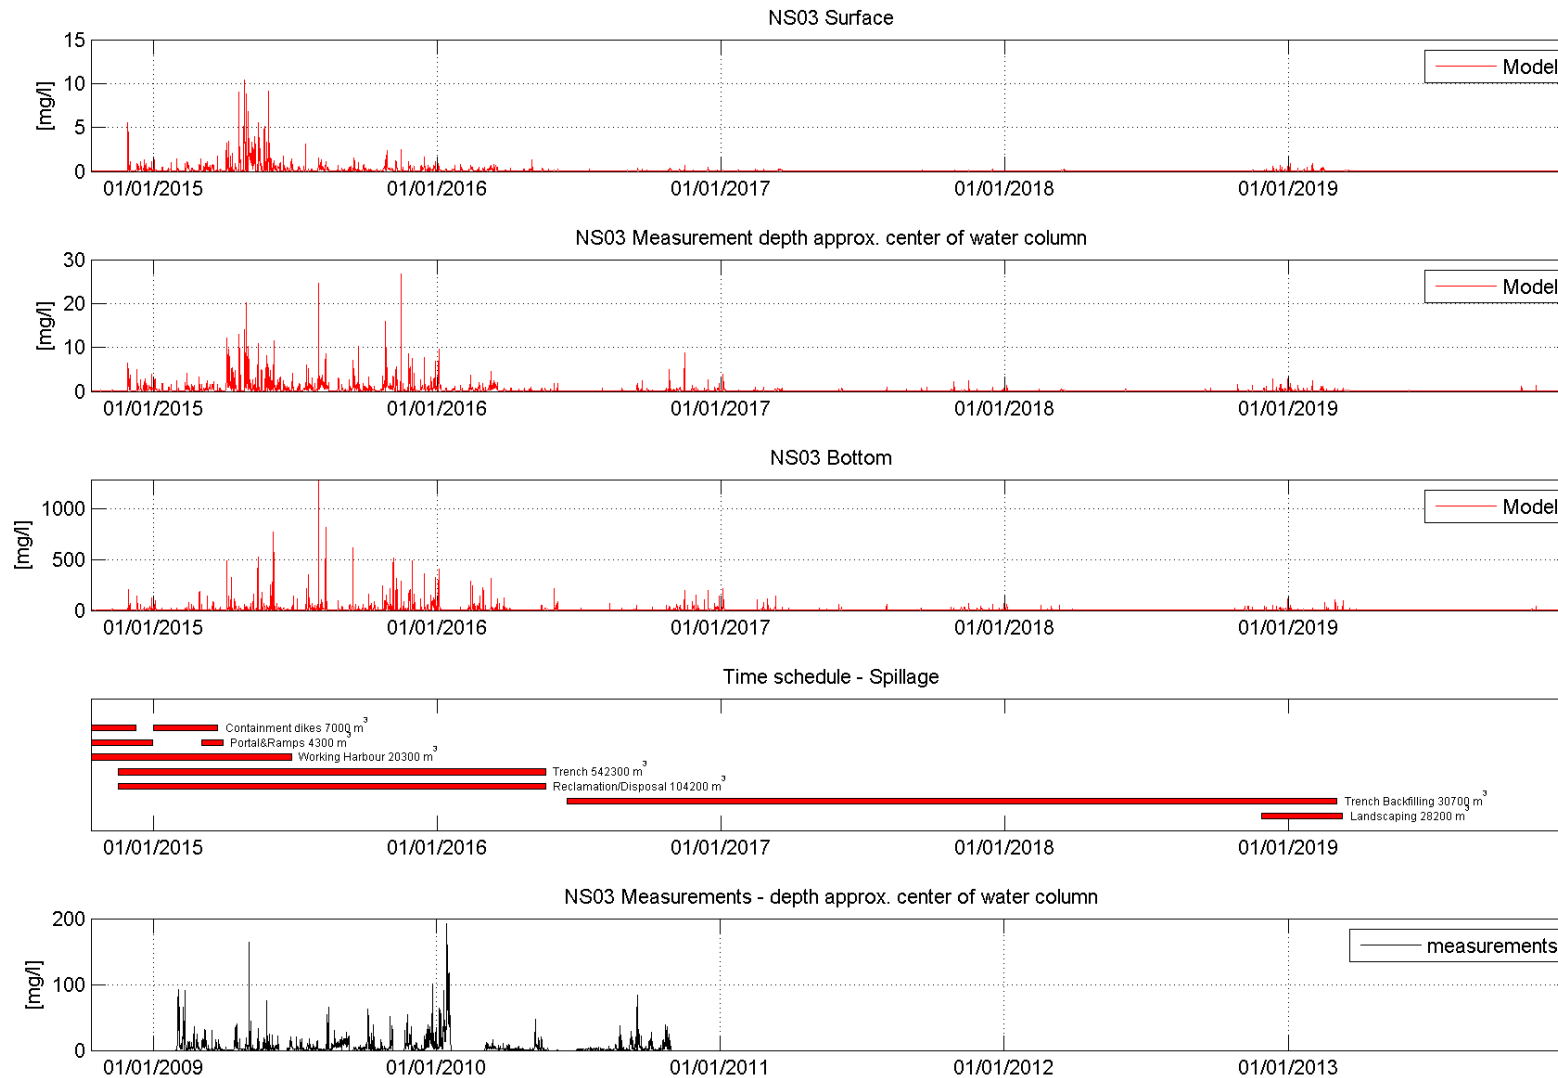 NS03 Surface
15
10
5
0
[mg/l]
Model
01/01/2015 01/01/2016 01/01/2017 01/01/2018 01/01/2019
NS03 Measurement depth approx. center of water column
30
20
10
0
[mg/l]
Model
01/01/2015 01/01/2016 01/01/2017 01/01/2018 01/01/2019
NS03 Bottom
1000
500
0
[mg/l]
Model
01/01/2015 01/01/2016 01/01/2017 01/01/2018 01/01/2019
Time schedule - Spillage
Containment dikes 7000 m³
Portal&Ramps 4300 m³
Working Harbour 20300 m³
Trench 542300 m³
Reclamation/Disposal 104200 m³
Trench Backfilling 30700 m³
Landscaping 28200 m³
01/01/2015 01/01/2016 01/01/2017 01/01/2018 01/01/2019
NS03 Measurements - depth approx. center of water column
200
100
0
[mg/l]
measurements
01/01/2009 01/01/2010 01/01/2011 01/01/2012 01/01/2013